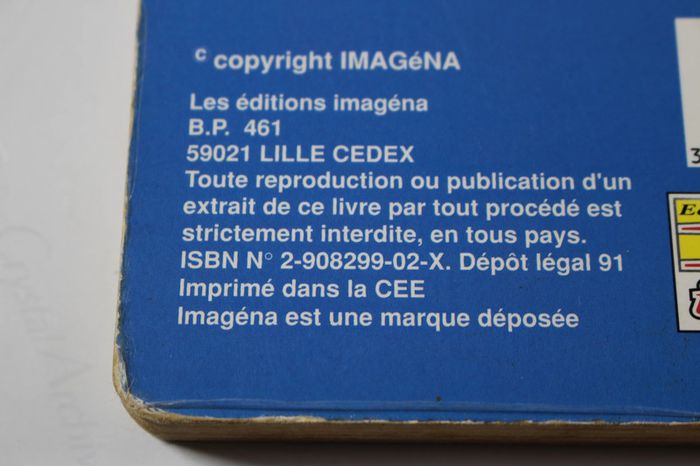 c copyright IMAGéNA
Les éditions imagéna
B.P. 461
59021 LILLE CEDEX
Toute reproduction ou publication d'un
extrait de ce livre par tout procédé est
strictement interdite, en tous pays.
ISBN N° 2-908299-02-X. Dépôt légal 91
Imprimé dans la CEE
Imagéna est une marque déposée
3